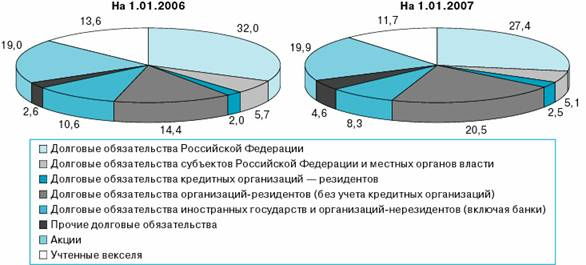 На 1.01.2006
На 1.01.2007
13,6
32,0
19,0
2,6
10,6
14,4
2,0
5,7
11,7
27,4
19,9
4,6
8,3
20,5
2,5
5,1
Долговые обязательства Российской Федерации
Долговые обязательства субъектов Российской Федерации и местных органов власти
Долговые обязательства кредитных организаций — резидентов
Долговые обязательства организаций-резидентов (без учета кредитных организаций)
Долговые обязательства иностранных государств и организаций-нерезидентов (включая банки)
Прочие долговые обязательства
Акции
Учтенные векселя